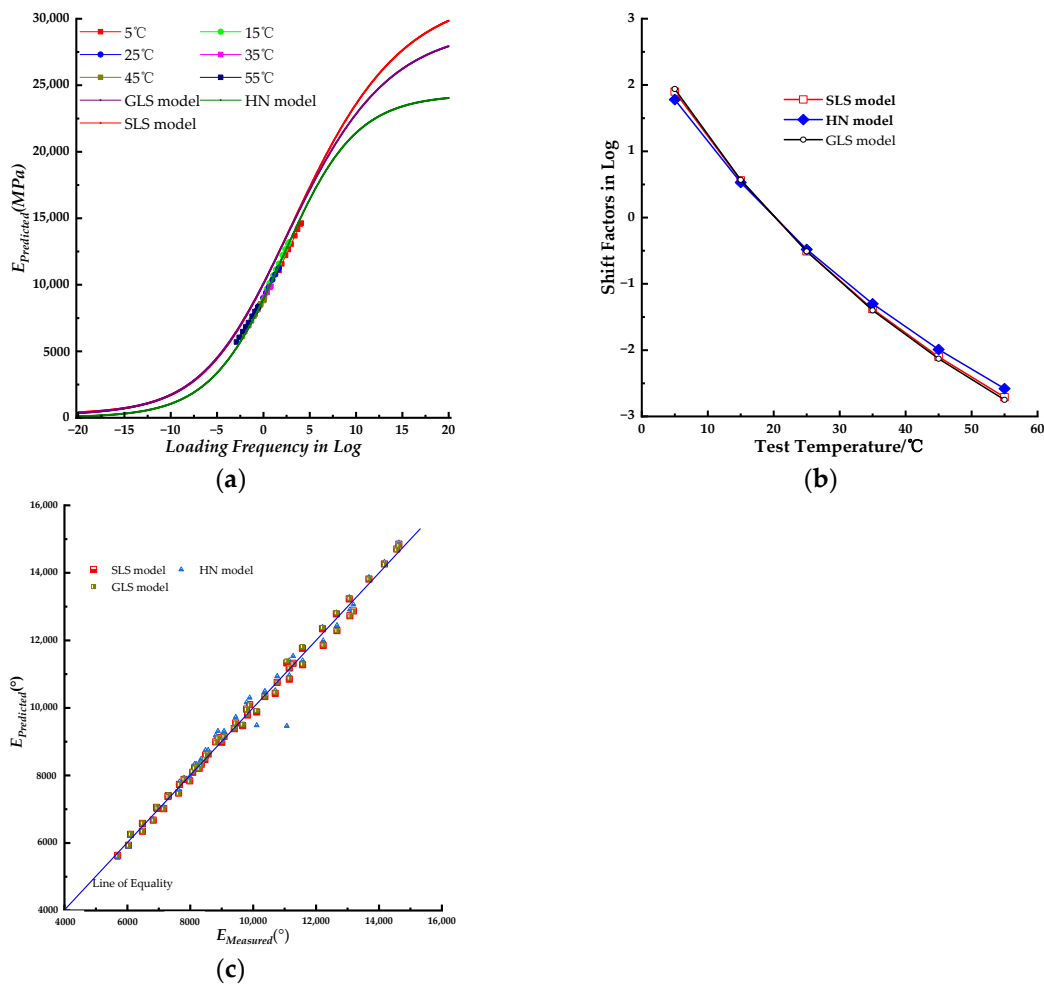 (a)
30,000
25,000
20,000
15,000
10,000
5000
0
E_Predicted(MPa)
5℃ 15℃
25℃ 35℃
45℃ 55℃
GLS model HN model
SLS model
−20 −15 −10 −5 0 5 10 15 20
Loading Frequency in Log
(a)
3
2
1
0
−1
−2
−3
Shift Factors in Log
SLS model
HN model
GLS model
0 10 20 30 40 50 60
Test Temperature/℃
(b)
16,000
14,000
12,000
10,000
8000
6000
4000
E_Predicted(°)
SLS model HN model
GLS model
Line of Equality
4000 6000 8000 10,000 12,000 14,000 16,000
E_Measured(°)
(c)